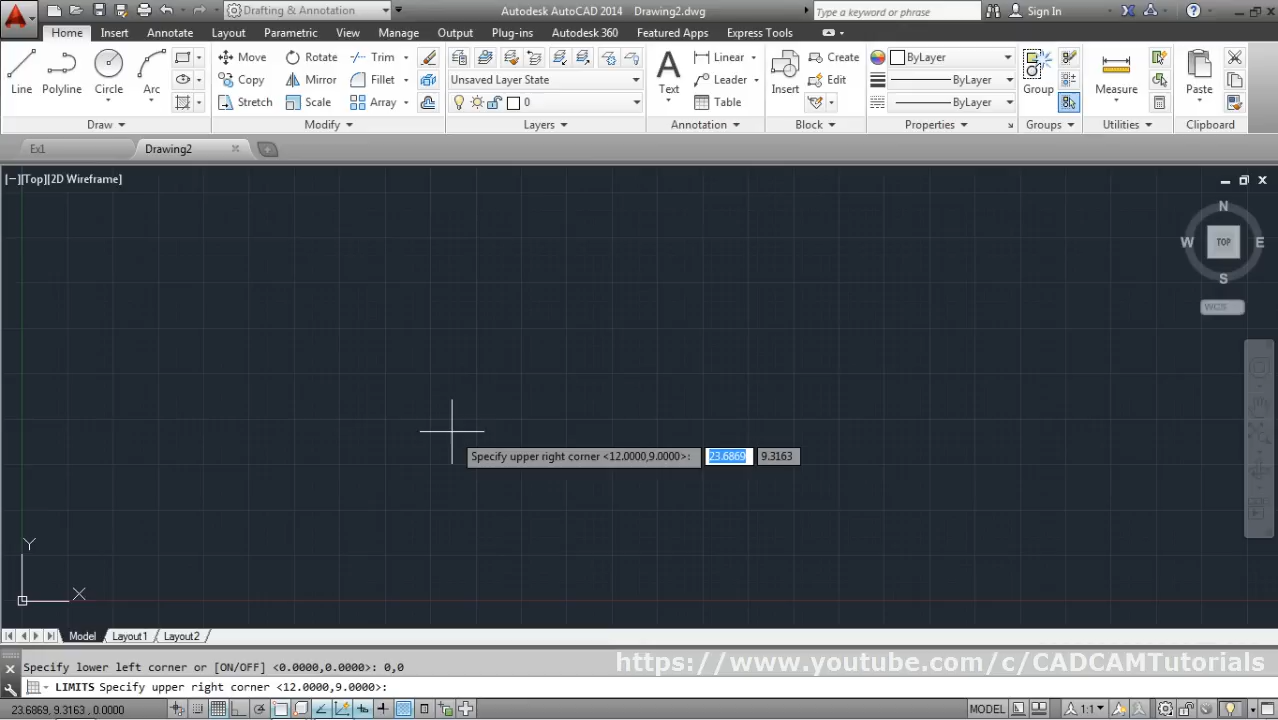 Drafting & Annotation Autodesk AutoCAD 2014 Drawing2.dwg Type a keyword or phrase Sign In
Home Insert Annotate Layout Parametric View Manage Output Plug-ins Autodesk 360 Featured Apps Express Tools
Move Rotate Trim Linear Create ByLayer
Unsaved Layer State
Line Polyline Circle Arc Copy Mirror Fillet Text Leader Insert Edit ByLayer Group Measure Paste
Stretch Scale Array 0 Table ByLayer
Draw Modify Layers Annotation Block Properties Groups Utilities Clipboard
Ex1 Drawing2
[−][Top][2D Wireframe]
N
W TOP E
S
WCS
Specify upper right corner <12.0000,9.0000>: 23.6869 9.3163
Y
X
Model Layout1 Layout2
Specify lower left corner or [ON/OFF] <0.0000,0.0000>: 0,0
https://www.youtube.com/c/CADCAMTutorials
LIMITS Specify upper right corner <12.0000,9.0000>:
23.6869, 9.3163 , 0.0000 MODEL 1:1